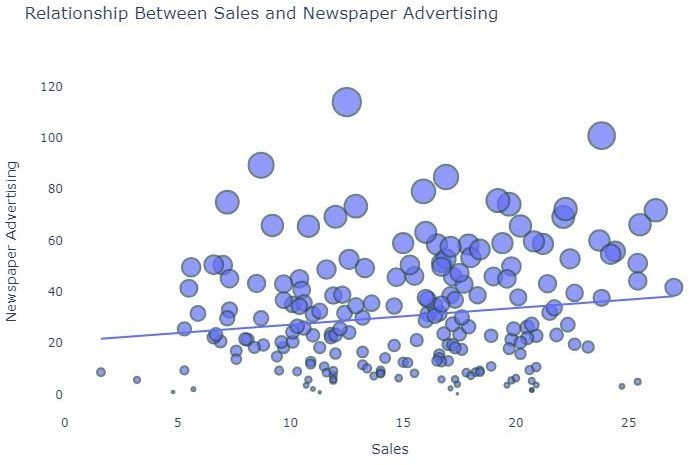 Relationship Between Sales and Newspaper Advertising
120
100
80
60
40
20
0
Newspaper Advertising
0 5 10 15 20 25
Sales